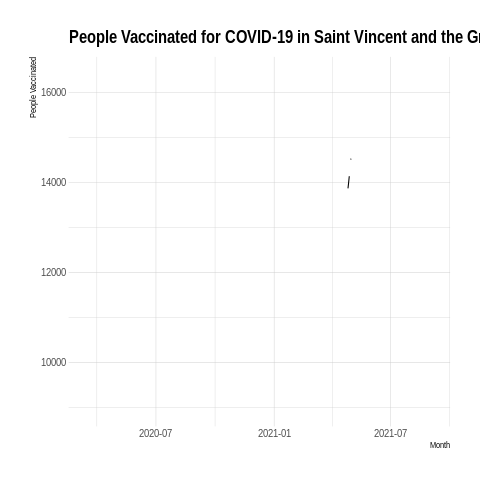 People Vaccinated for COVID-19 in Saint Vincent and the
People Vaccinated
16000
14000
12000
10000
2020-07
2021-01
2021-07
Month